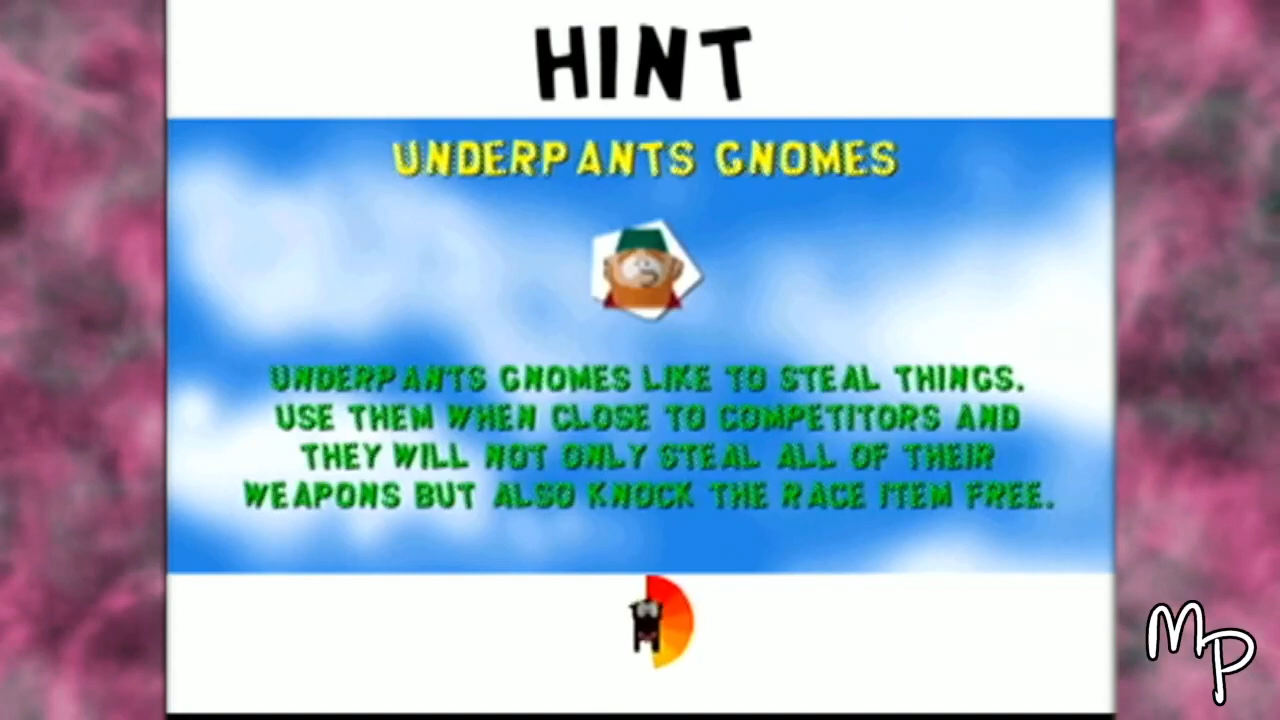 HINT
UNDERPANTS GNOMES
UNDERPANTS GNOMES LIKE TO STEAL THINGS.
USE THEM WHEN CLOSE TO COMPETITORS AND
THEY WILL NOT ONLY STEAL ALL OF THEIR
WEAPONS BUT ALSO KNOCK THE RACE ITEM FREE.
MP